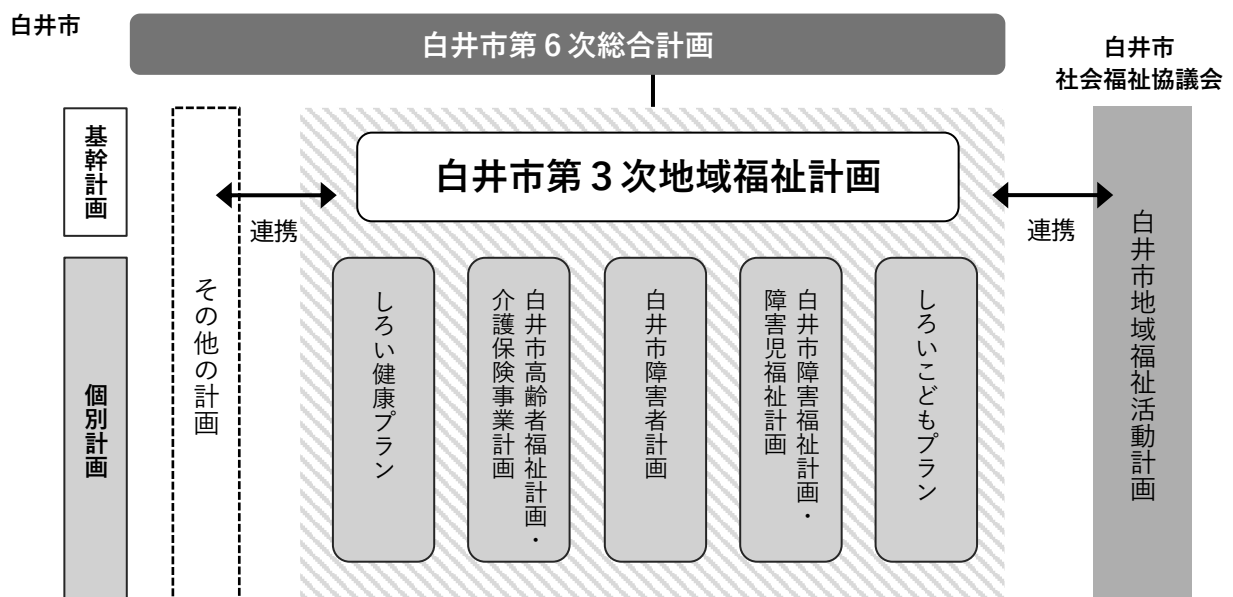 白井市
白井市第６次総合計画
白井市
社会福祉協議会
基幹計画
白井市第３次地域福祉計画
連携
連携
個別計画
その他の計画
しろい健康プラン
白井市高齢者福祉計画・
介護保険事業計画
白井市障害者計画
白井市障害福祉計画・
障害児福祉計画
しろいこどもプラン
白井市地域福祉活動計画